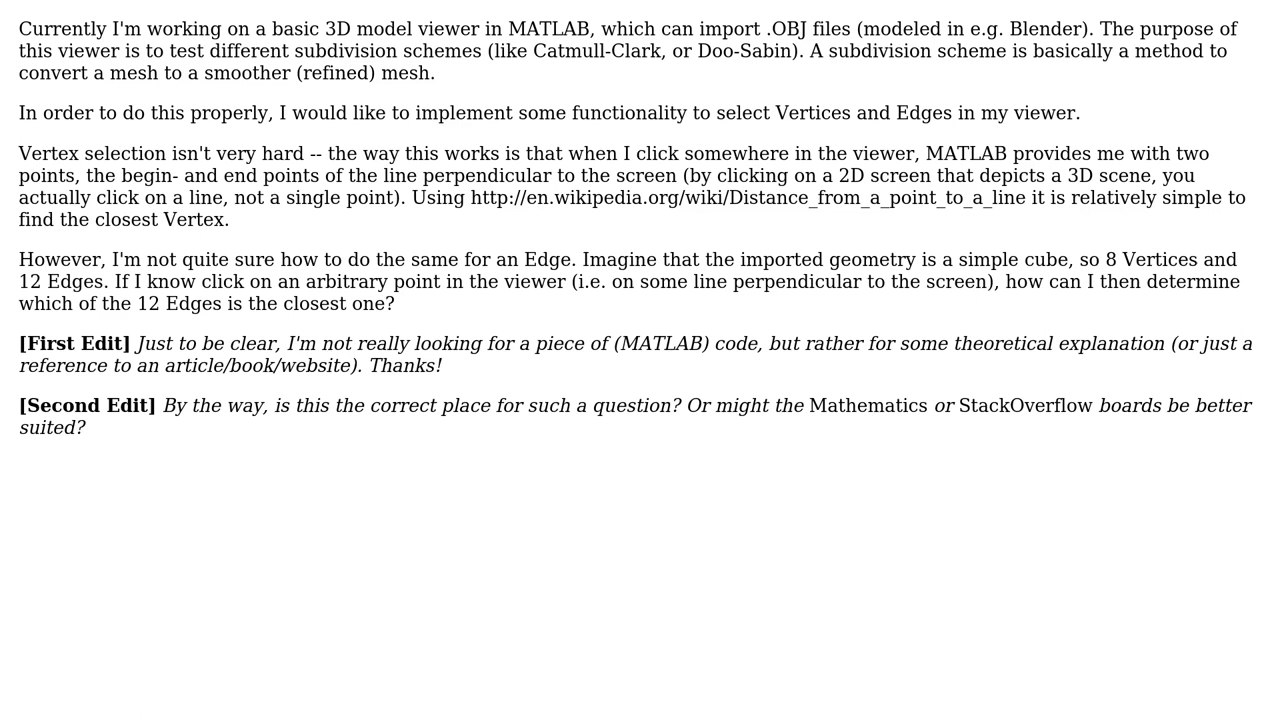 Currently I'm working on a basic 3D model viewer in MATLAB, which can import .OBJ files (modeled in e.g. Blender). The purpose of
this viewer is to test different subdivision schemes (like Catmull-Clark, or Doo-Sabin). A subdivision scheme is basically a method to
convert a mesh to a smoother (refined) mesh.
In order to do this properly, I would like to implement some functionality to select Vertices and Edges in my viewer.
Vertex selection isn't very hard -- the way this works is that when I click somewhere in the viewer, MATLAB provides me with two
points, the begin- and end points of the line perpendicular to the screen (by clicking on a 2D screen that depicts a 3D scene, you
actually click on a line, not a single point). Using http://en.wikipedia.org/wiki/Distance_from_a_point_to_a_line it is relatively simple to
find the closest Vertex.
However, I'm not quite sure how to do the same for an Edge. Imagine that the imported geometry is a simple cube, so 8 Vertices and
12 Edges. If I know click on an arbitrary point in the viewer (i.e. on some line perpendicular to the screen), how can I then determine
which of the 12 Edges is the closest one?
[First Edit] Just to be clear, I'm not really looking for a piece of (MATLAB) code, but rather for some theoretical explanation (or just a
reference to an article/book/website). Thanks!
[Second Edit] By the way, is this the correct place for such a question? Or might the Mathematics or StackOverflow boards be better
suited?